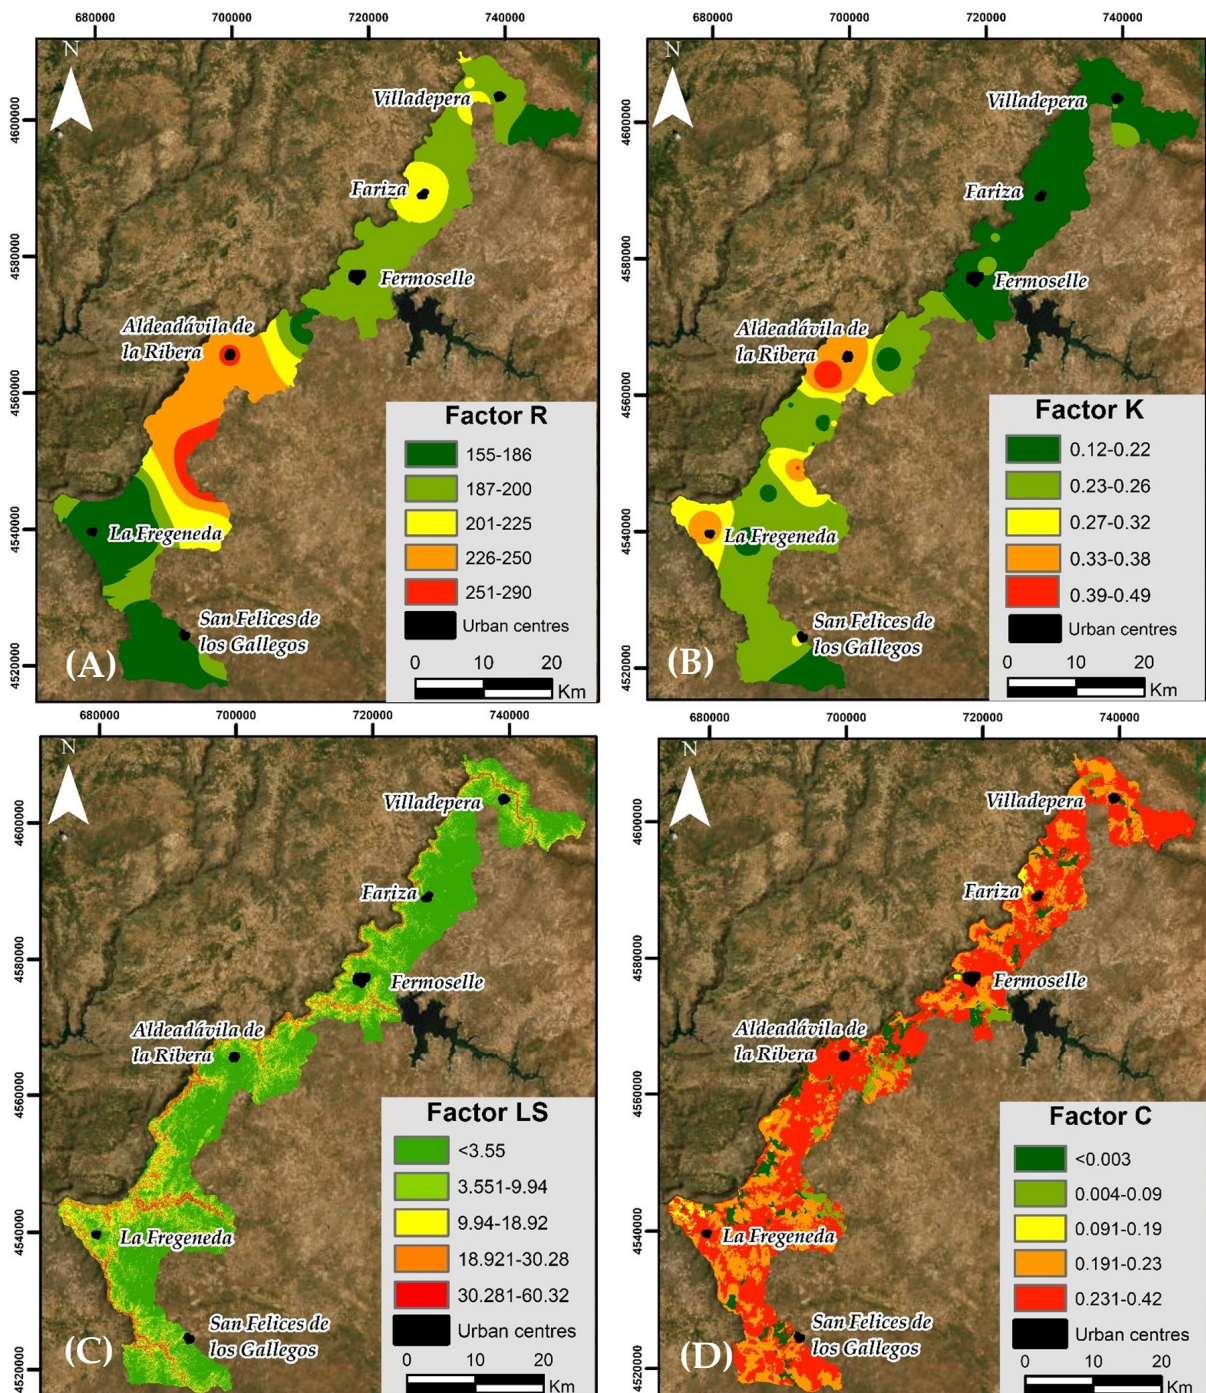 680000 700000 720000 740000
N
4600000
4580000
4560000
4540000
4520000
Villadepera
Fariza
Fermoselle
Aldeadávila de
la Ribera
La Fregeneda
San Felices de
los Gallegos
(A)
Factor R
155-186
187-200
201-225
226-250
251-290
Urban centres
0 10 20
Km
680000 700000 720000 740000
N
4600000
4580000
4560000
4540000
4520000
Villadepera
Fariza
Fermoselle
Aldeadávila de
la Ribera
La Fregeneda
San Felices de
los Gallegos
(B)
Factor K
0.12-0.22
0.23-0.26
0.27-0.32
0.33-0.38
0.39-0.49
Urban centres
0 10 20
Km
680000 700000 720000 740000
N
4600000
4580000
4560000
4540000
4520000
Villadepera
Fariza
Fermoselle
Aldeadávila de
la Ribera
La Fregeneda
San Felices de
los Gallegos
(C)
Factor LS
<3.55
3.551-9.94
9.94-18.92
18.921-30.28
30.281-60.32
Urban centres
0 10 20
Km
680000 700000 720000 740000
N
4600000
4580000
4560000
4540000
4520000
Villadepera
Fariza
Fermoselle
Aldeadávila de
la Ribera
La Fregeneda
San Felices de
los Gallegos
(D)
Factor C
<0.003
0.004-0.09
0.091-0.19
0.191-0.23
0.231-0.42
Urban centres
0 10 20
Km